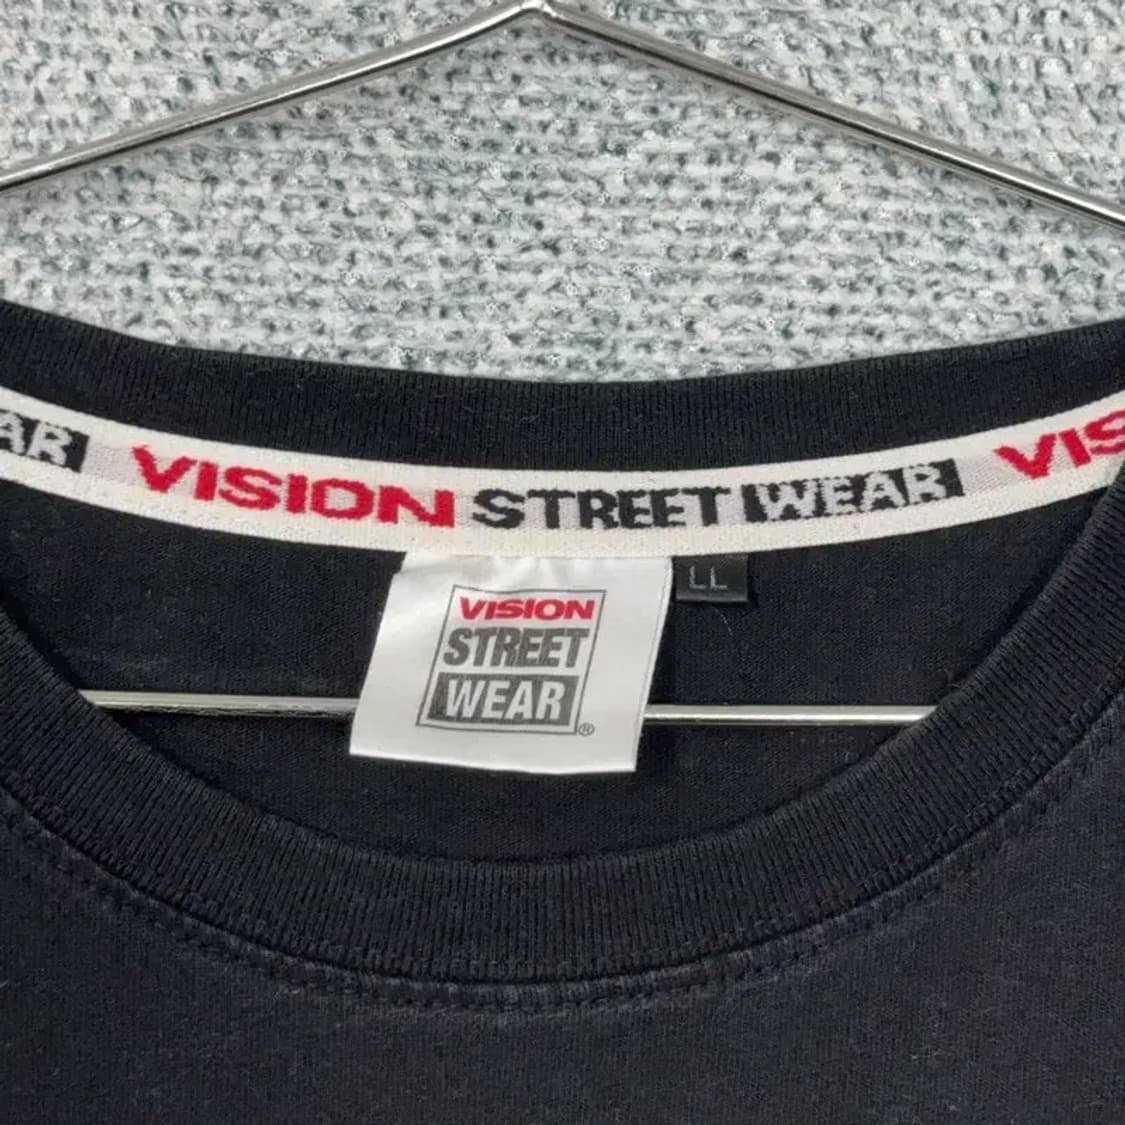 AR VISION STREET WEAR VIS
LL
VISION
STREET
WEAR
®